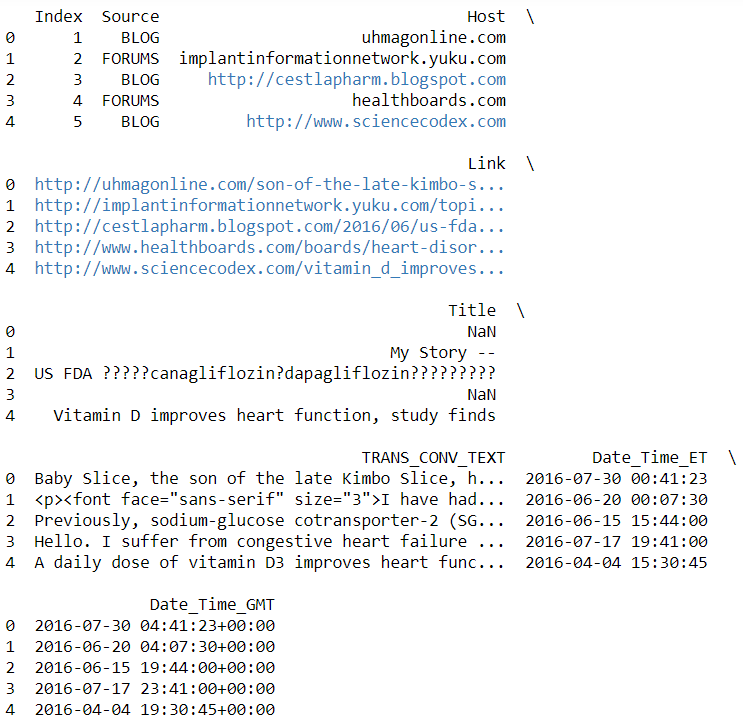 Index  Source                               Host  \
0      1    BLOG                    uhmagonline.com
1      2  FORUMS  implantinformationnetwork.yuku.com
2      3    BLOG     http://cestlapharm.blogspot.com
3      4  FORUMS                   healthboards.com
4      5    BLOG         http://www.sciencecodex.com

                                               Link  \
0  http://uhmagonline.com/son-of-the-late-kimbo-s...
1  http://implantinformationnetwork.yuku.com/topi...
2  http://cestlapharm.blogspot.com/2016/06/us-fda...
3  http://www.healthboards.com/boards/heart-disor...
4  http://www.sciencecodex.com/vitamin_d_improves...

                                             Title  \
0                                              NaN
1                                      My Story --
2  US FDA ?????canagliflozin?dapagliflozin?????????
3                                              NaN
4    Vitamin D improves heart function, study finds

                                     TRANS_CONV_TEXT         Date_Time_ET  \
0  Baby Slice, the son of the late Kimbo Slice, h...  2016-07-30 00:41:23
1  <p><font face="sans-serif" size="3">I have had...  2016-06-20 00:07:30
2  Previously, sodium-glucose cotransporter-2 (SG...  2016-06-15 15:44:00
3  Hello. I suffer from congestive heart failure ...  2016-07-17 19:41:00
4  A daily dose of vitamin D3 improves heart func...  2016-04-04 15:30:45

             Date_Time_GMT
0  2016-07-30 04:41:23+00:00
1  2016-06-20 04:07:30+00:00
2  2016-06-15 19:44:00+00:00
3  2016-07-17 23:41:00+00:00
4  2016-04-04 19:30:45+00:00